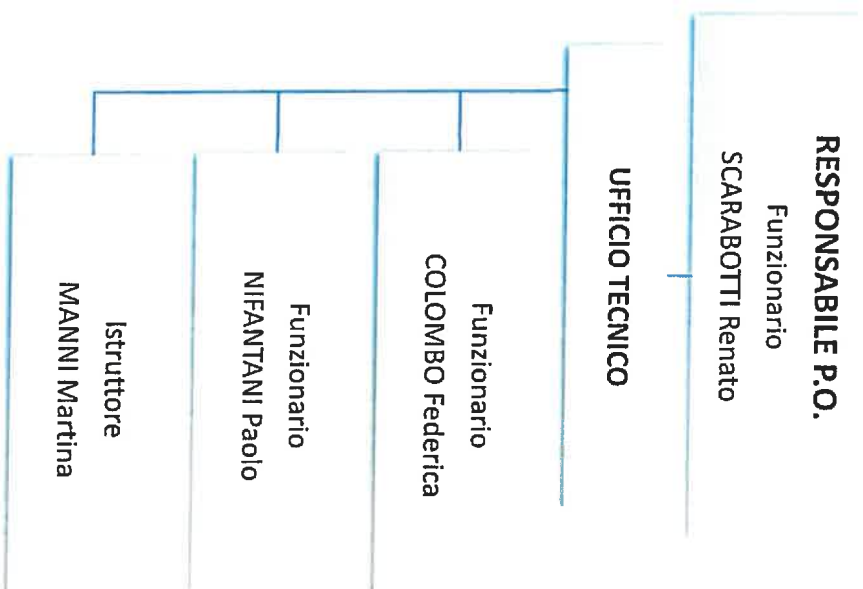 RESPONSABILE P.O.
Funzionario
SCARABOTTI Renato
UFFICIO TECNICO
Funzionario
COLOMBO Federica
Funzionario
NIFANTANI Paolo
Istruttore
MANNI Martina